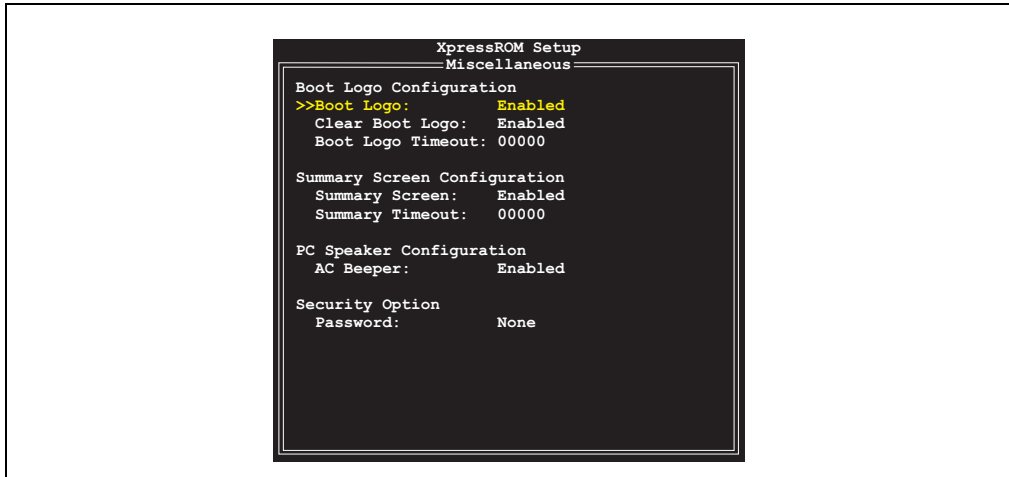 XpressROM Setup
Miscellaneous
Boot Logo Configuration
>>Boot Logo: Enabled
Clear Boot Logo: Enabled
Boot Logo Timeout: 00000
Summary Screen Configuration
Summary Screen: Enabled
Summary Timeout: 00000
PC Speaker Configuration
AC Beeper: Enabled
Security Option
Password: None